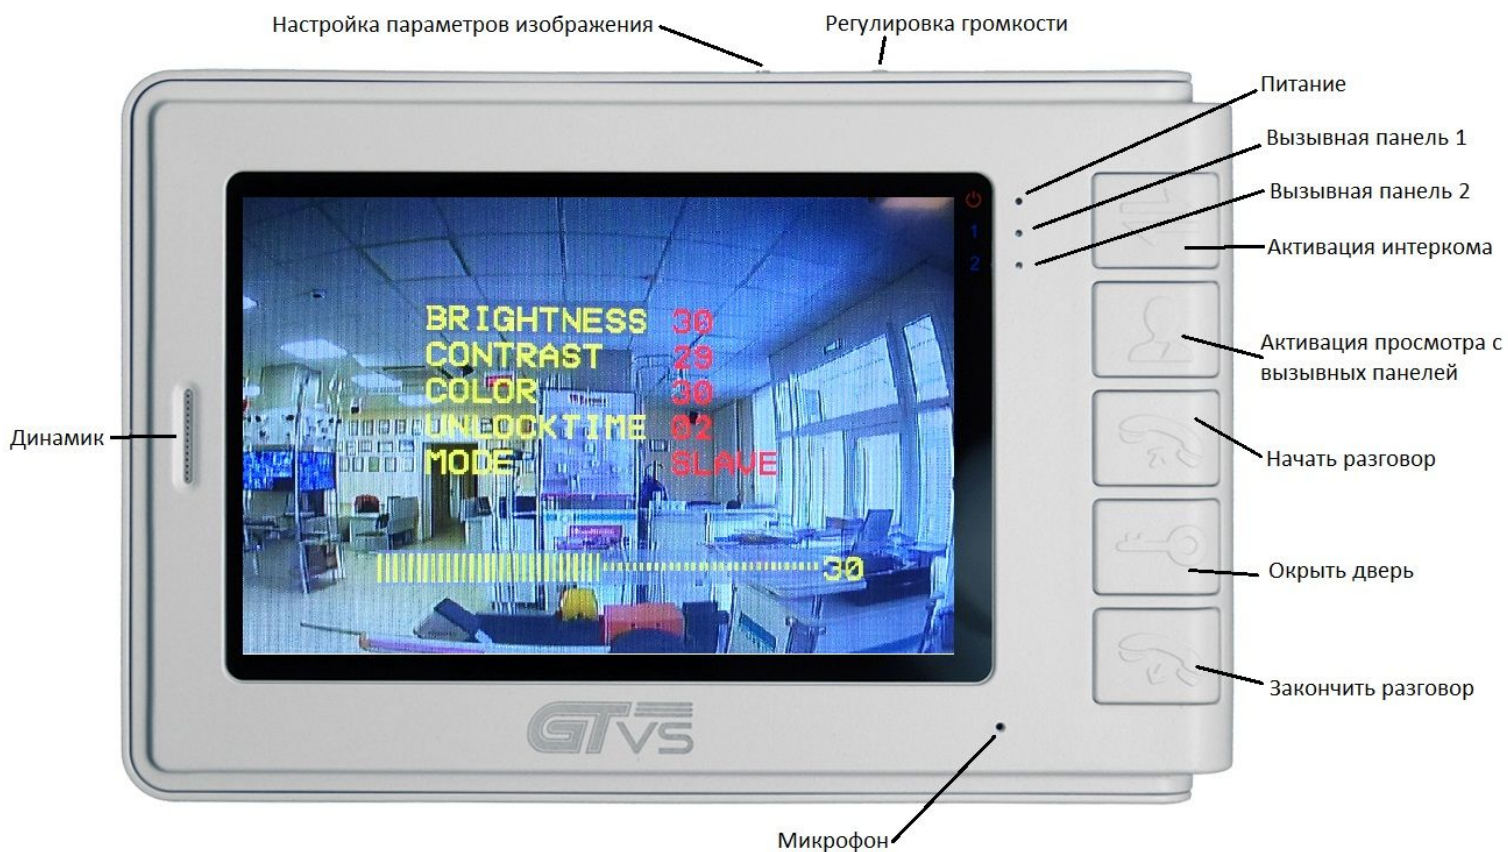 Настройка параметров изображения
Регулировка громкости
Питание
Вызывная панель 1
Вызывная панель 2
Активация интеркома
Активация просмотра с
вызывных панелей
Начать разговор
Окрыть дверь
Закончить разговор
Микрофон
Динамик
1
2
BRIGHTNESS 30
CONTRAST 29
COLOR 30
UNLOCKTIME 02
MODE SLAVE
30
GTVS